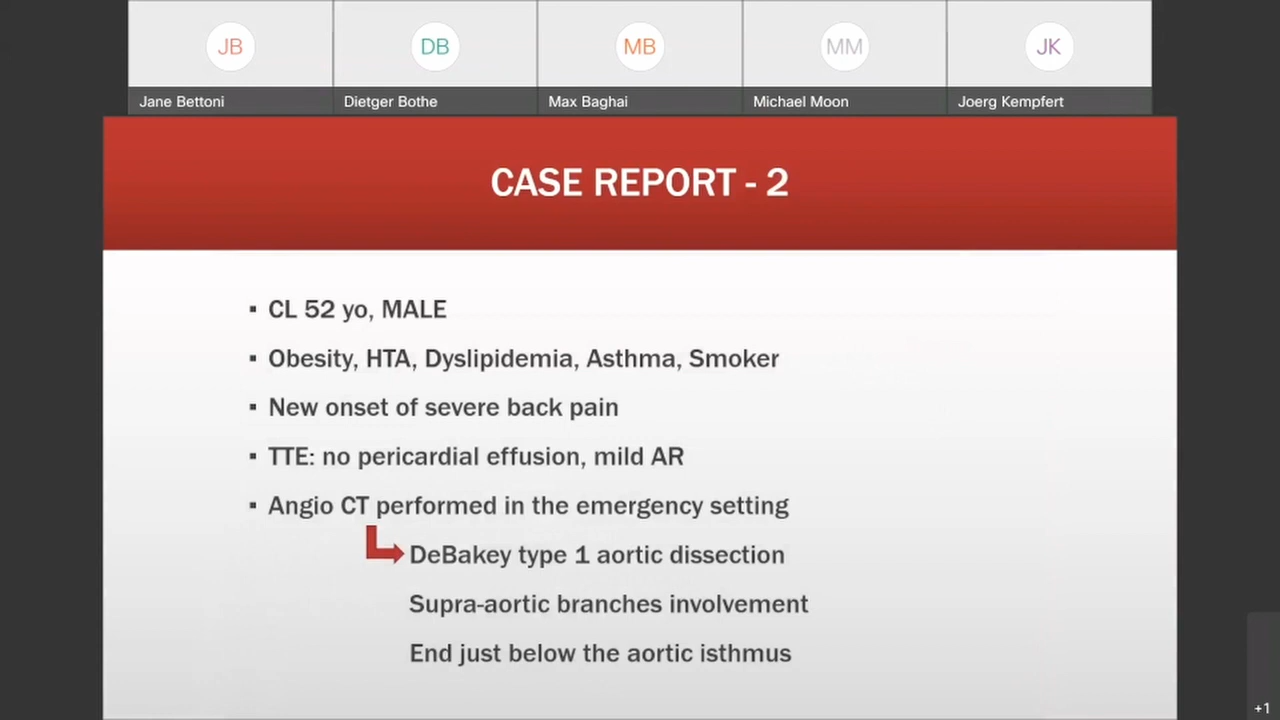 JB
DB
MB
MM
JK
Jane Bettoni
Dietger Bothe
Max Baghai
Michael Moon
Joerg Kempfert
CASE REPORT - 2
▪ CL 52 yo, MALE
▪ Obesity, HTA, Dyslipidemia, Asthma, Smoker
▪ New onset of severe back pain
▪ TTE: no pericardial effusion, mild AR
▪ Angio CT performed in the emergency setting
DeBakey type 1 aortic dissection
Supra-aortic branches involvement
End just below the aortic isthmus
+1